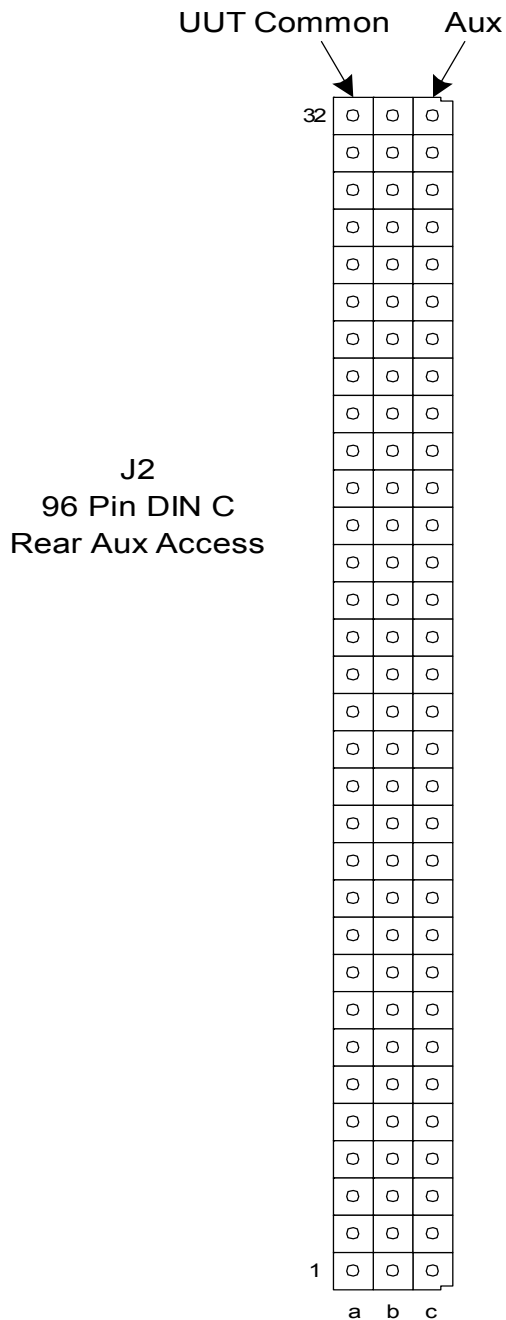 UUT Common Aux
32
J2
96 Pin DIN C
Rear Aux Access
1
a b c